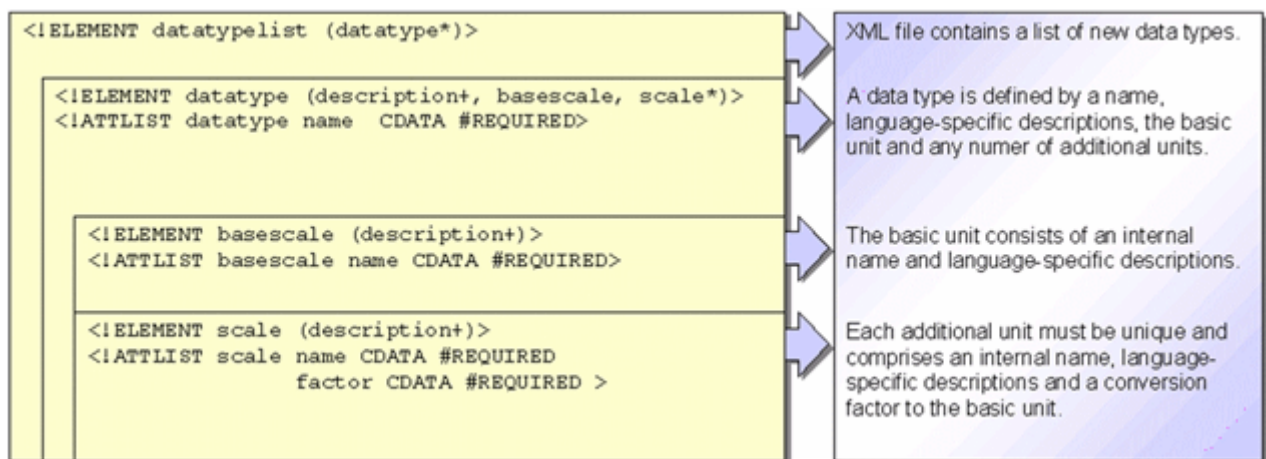 <!ELEMENT datatypelist (datatype*)>
XML file contains a list of new data types.
<!ELEMENT datatype (description+, basescale, scale*)>
<!ATTLIST datatype name CDATA #REQUIRED>
A data type is defined by a name,
language-specific descriptions, the basic
unit and any numer of additional units.
<!ELEMENT basescale (description+)>
<!ATTLIST basescale name CDATA #REQUIRED>
The basic unit consists of an internal
name and language-specific descriptions.
<!ELEMENT scale (description+)>
<!ATTLIST scale name CDATA #REQUIRED
factor CDATA #REQUIRED >
Each additional unit must be unique and
comprises an internal name, language-
specific descriptions and a conversion
factor to the basic unit.